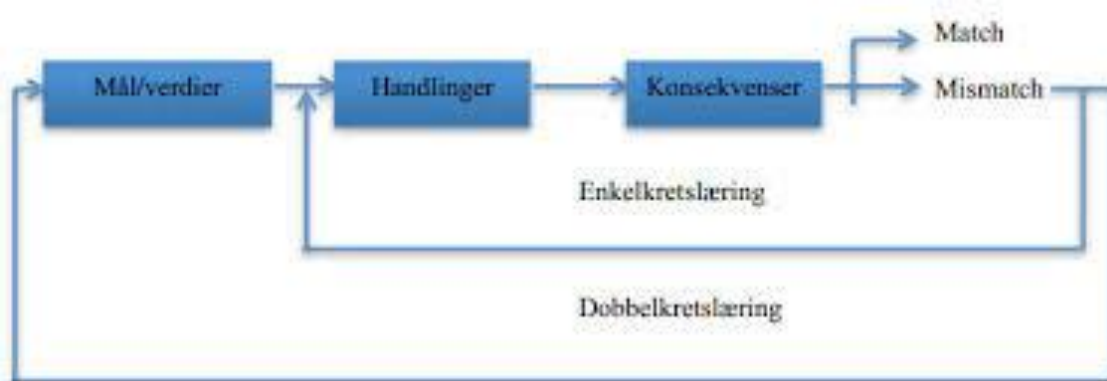 Match
Mål/verdier
Handlinger
Konsekvenser
Mismatch
Enkelkretslæring
Dobbelkretslæring